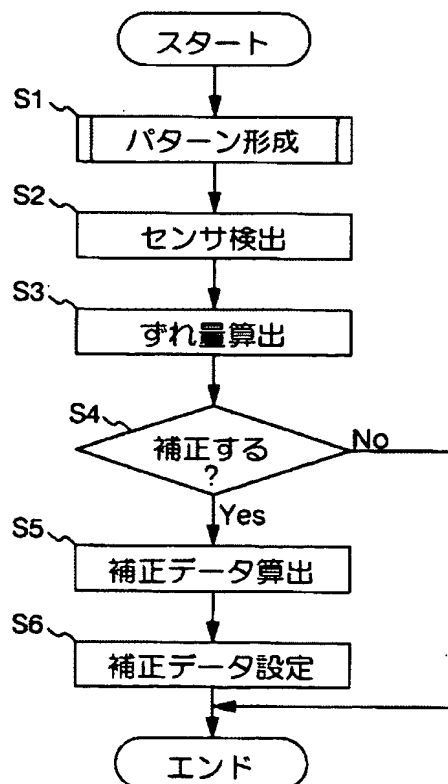 スタート
S1
パターン形成
S2
センサ検出
S3
ずれ量算出
S4
補正する
?
No
Yes
S5
補正データ算出
S6
補正データ設定
エンド